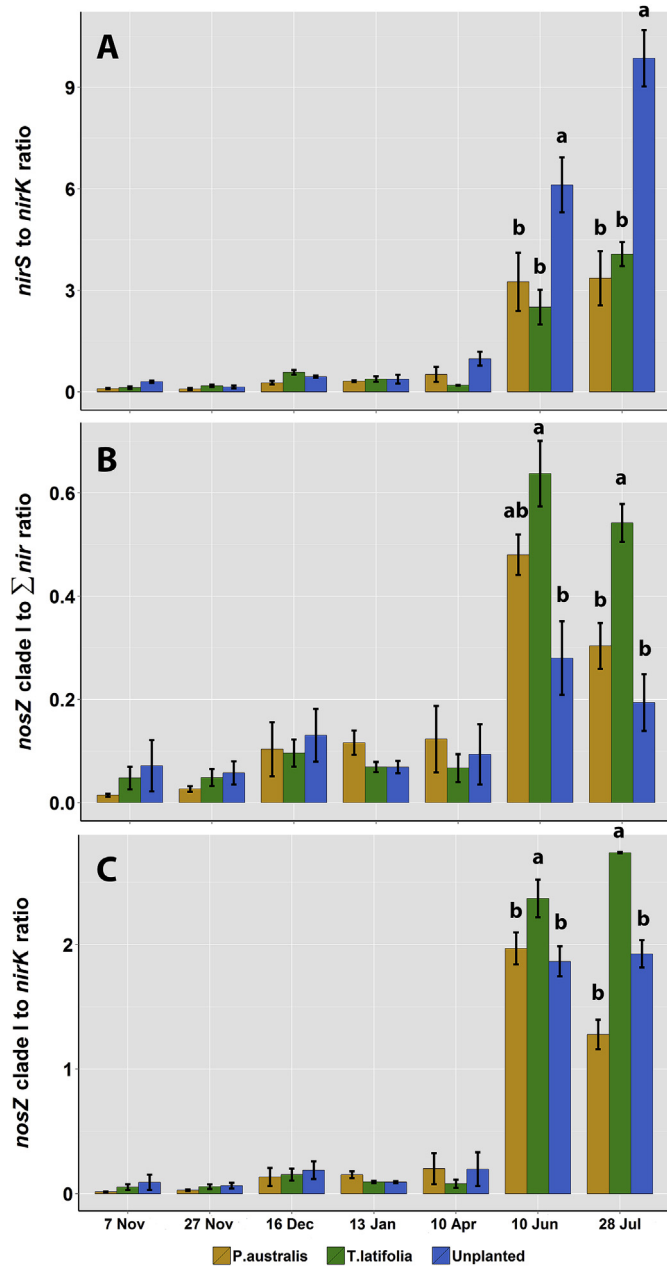 A
nirS to nirK ratio
9
6
3
0
a
a
b
b
b
b
B
nosZ clade I to ∑nir ratio
0.6
0.4
0.2
0.0
a
ab
b
a
b
b
C
nosZ clade I to nirK ratio
2
1
0
a
b
b
a
b
b
7 Nov 27 Nov 16 Dec 13 Jan 10 Apr 10 Jun 28 Jul
P.australis T.latifolia Unplanted